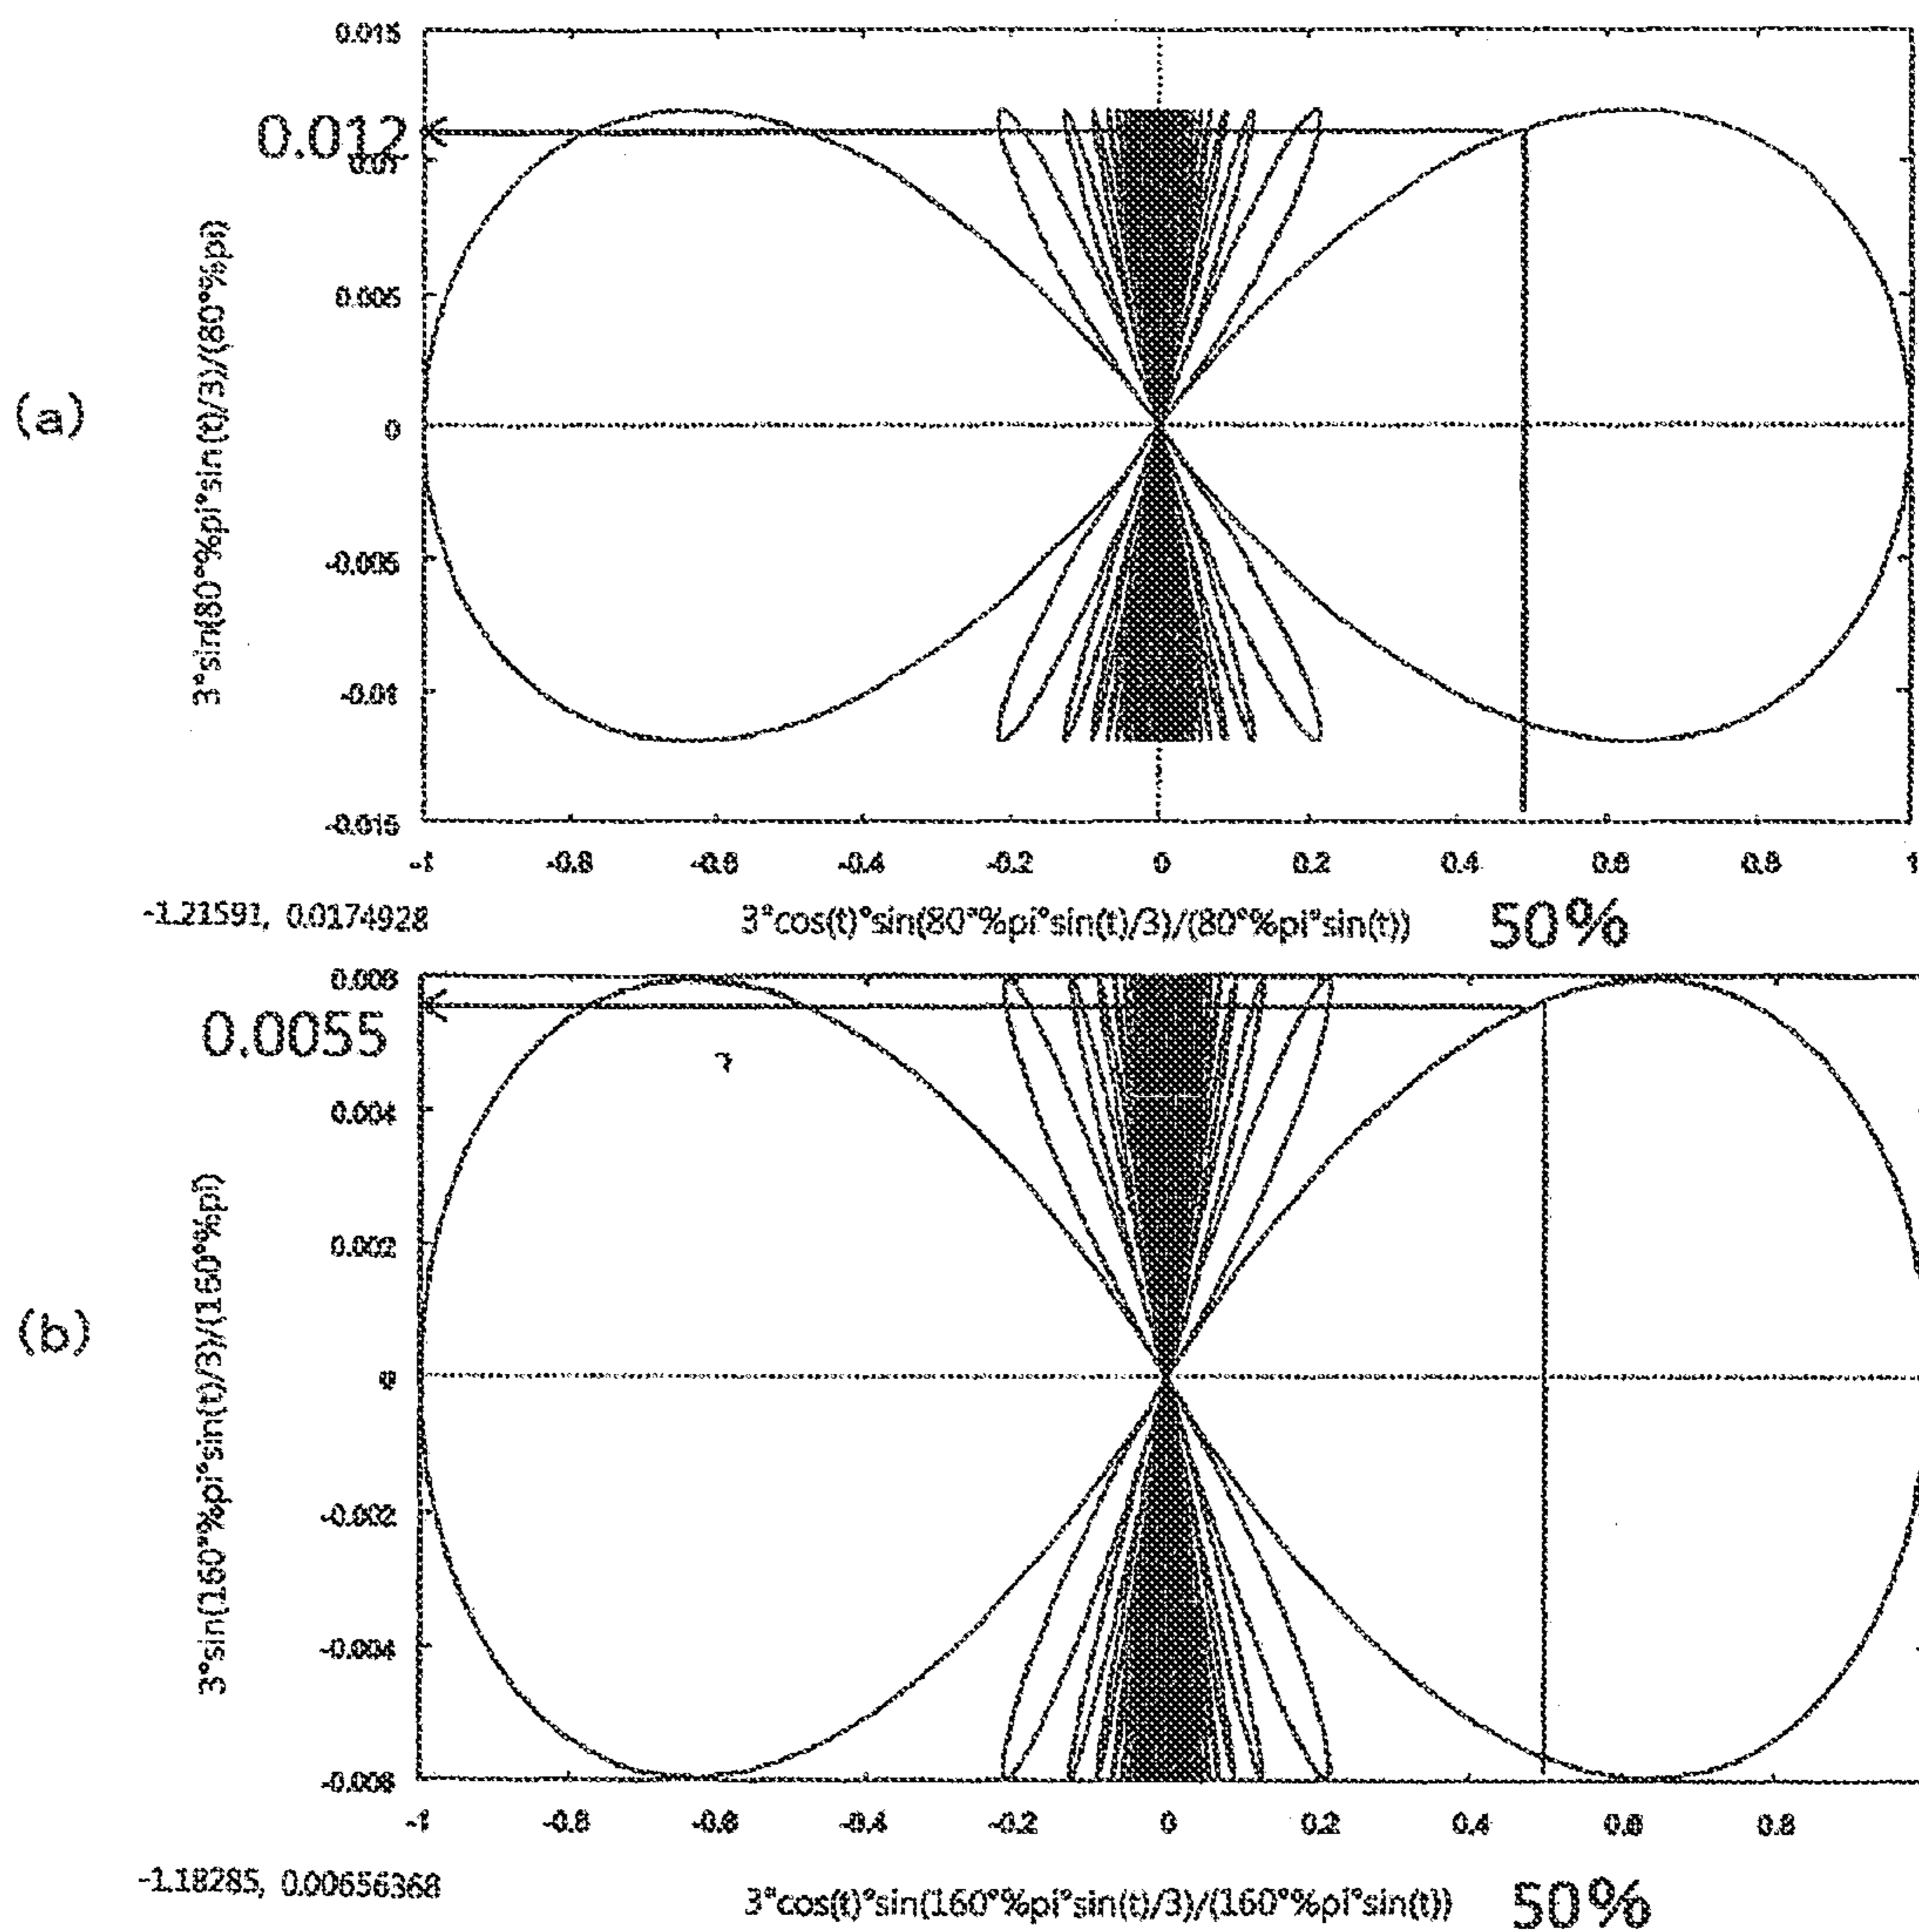 0.015
0.012
0.01
0.005
0
-0.005
-0.01
-0.015
3*sin(80*%pi*sin(t)/3)/(80*%pi)
(a)
-1 -0.8 -0.6 -0.4 -0.2 0 0.2 0.4 0.6 0.8 1
-1.21591, 0.0174928
3*cos(t)*sin(80*%pi*sin(t)/3)/(80*%pi*sin(t))
50%
0.006
0.0055
0.004
0.002
0
-0.002
-0.004
-0.006
3*sin(160*%pi*sin(t)/3)/(160*%pi)
(b)
-1 -0.8 -0.6 -0.4 -0.2 0 0.2 0.4 0.6 0.8
-1.18285, 0.00656368
3*cos(t)*sin(160*%pi*sin(t)/3)/(160*%pi*sin(t))
50%